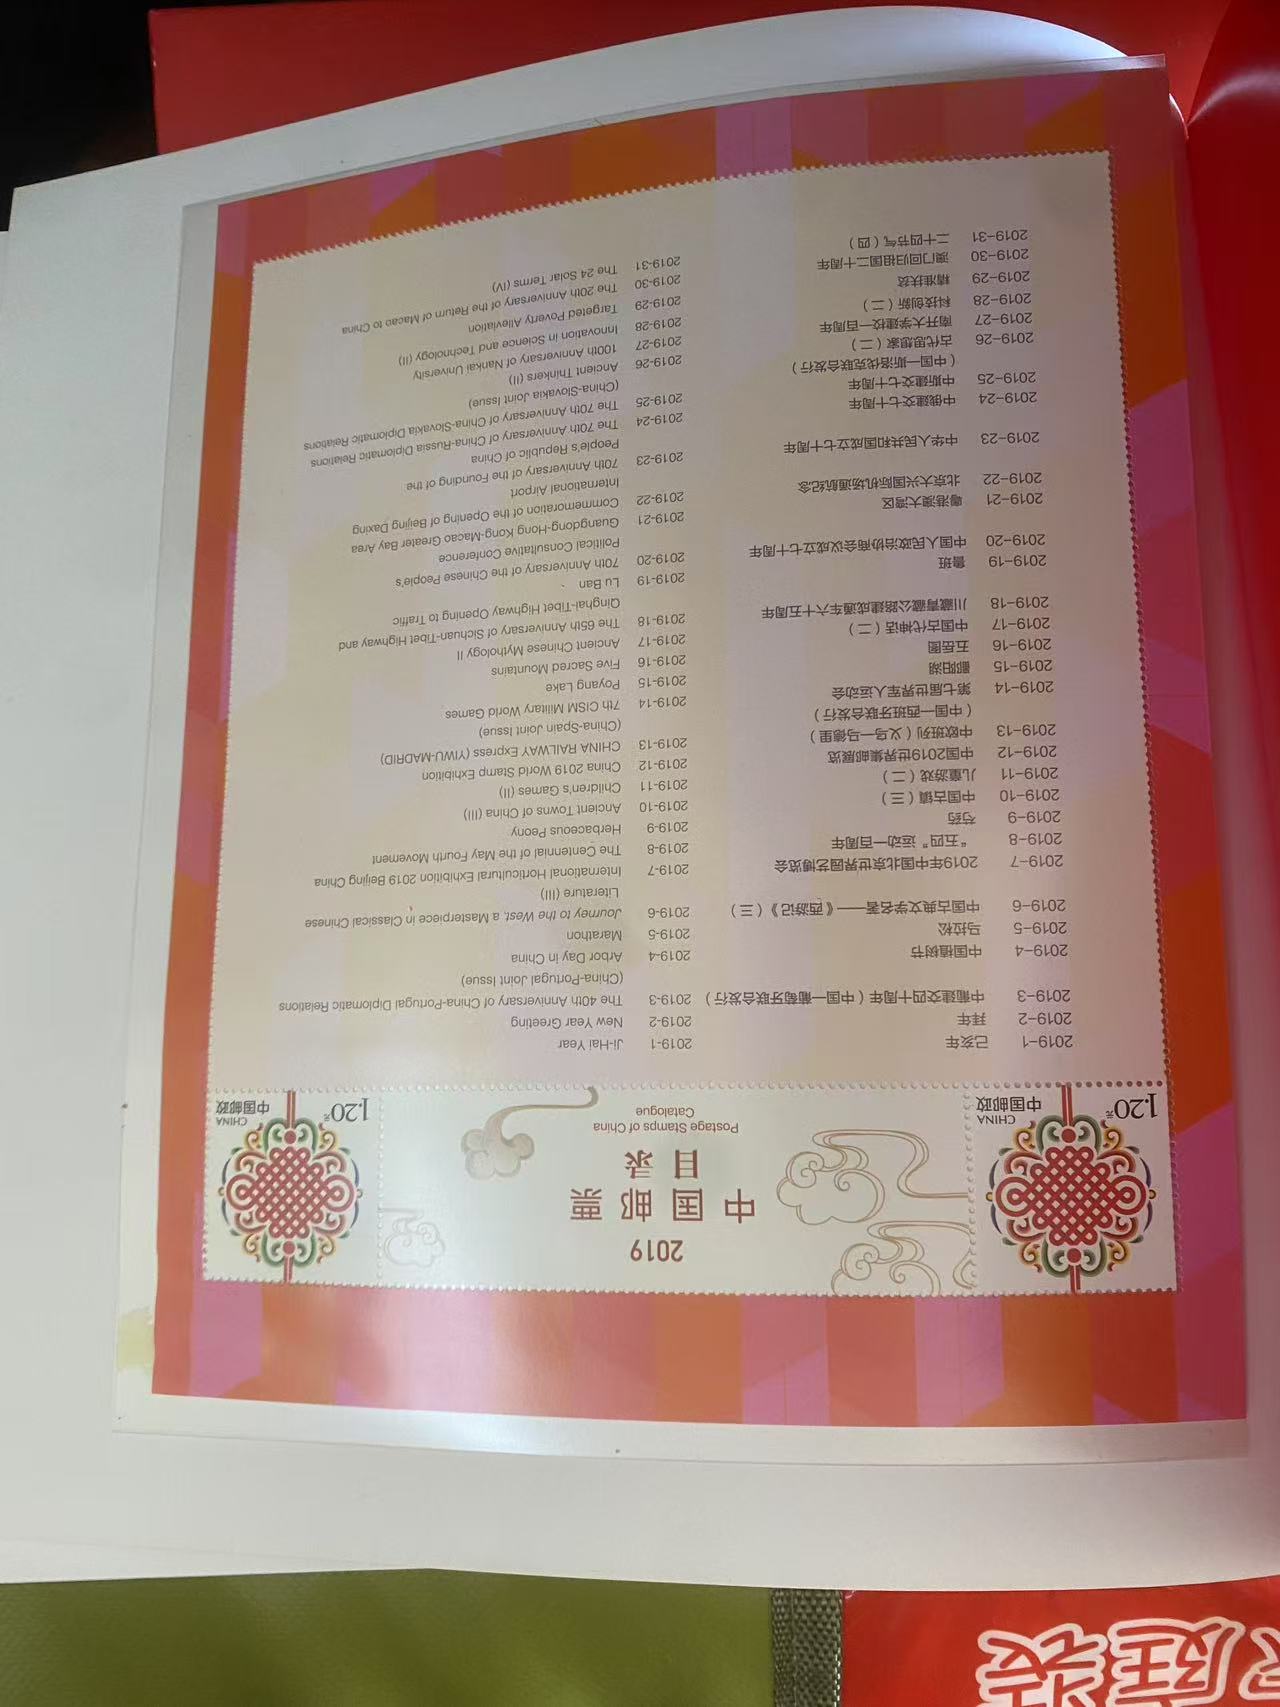 2019
中国邮票
目录
Postage Stamps of China
Catalogue
1.20元
CHINA
中国邮政
1.20元
CHINA
中国邮政
2019-1 己亥年
2019-2 拜年
2019-3 中葡建交四十周年（中国—葡萄牙联合发行）
2019-4 中国植树节
2019-5 马拉松
2019-6 中国古典文学名著——《西游记》（三）
2019-7 2019年中国北京世界园艺博览会
2019-8 “五四”运动一百周年
2019-9 芍药
2019-10 中国古镇（三）
2019-11 儿童游戏（二）
2019-12 中国2019世界集邮展览
2019-13 中欧班列（义乌—马德里）
（中国—西班牙联合发行）
2019-14 第七届世界军人运动会
2019-15 鄱阳湖
2019-16 五岳图
2019-17 中国古代神话（二）
2019-18 川藏青藏公路建成通车六十五周年
2019-19 鲁班
2019-20 中国人民政治协商会议成立七十周年
2019-21 粤港澳大湾区
2019-22 北京大兴国际机场通航纪念
2019-23 中华人民共和国成立七十周年
2019-24 中俄建交七十周年
2019-25 中斯建交七十周年
（中国—斯洛伐克联合发行）
2019-26 古代思想家（二）
2019-27 南开大学建校一百周年
2019-28 科技创新（二）
2019-29 精准扶贫
2019-30 澳门回归祖国二十周年
2019-31 二十四节气（四）
2019-1 Ji-Hai Year
2019-2 New Year Greeting
2019-3 The 40th Anniversary of China-Portugal Diplomatic Relations
(China-Portugal Joint Issue)
2019-4 Arbor Day in China
2019-5 Marathon
2019-6 Journey to the West, a Masterpiece in Classical Chinese
Literature (III)
2019-7 International Horticultural Exhibition 2019 Beijing China
2019-8 The Centennial of the May Fourth Movement
2019-9 Herbaceous Peony
2019-10 Ancient Towns of China (III)
2019-11 Children's Games (II)
2019-12 China 2019 World Stamp Exhibition
2019-13 CHINA RAILWAY Express (YIWU-MADRID)
(China-Spain Joint Issue)
2019-14 7th CISM Military World Games
2019-15 Poyang Lake
2019-16 Five Sacred Mountains
2019-17 Ancient Chinese Mythology II
2019-18 The 65th Anniversary of Sichuan-Tibet Highway and
Qinghai-Tibet Highway Opening to Traffic
2019-19 Lu Ban
2019-20 70th Anniversary of the Chinese People's
Political Consultative Conference
2019-21 Guangdong-Hong Kong-Macao Greater Bay Area
2019-22 Commemoration of the Opening of Beijing Daxing
International Airport
2019-23 70th Anniversary of the Founding of the
People's Republic of China
2019-24 The 70th Anniversary of China-Russia Diplomatic Relations
2019-25 The 70th Anniversary of China-Slovakia Diplomatic Relations
(China-Slovakia Joint Issue)
2019-26 Ancient Thinkers (II)
2019-27 100th Anniversary of Nankai University
2019-28 Innovation in Science and Technology (II)
2019-29 Targeted Poverty Alleviation
2019-30 The 20th Anniversary of the Return of Macao to China
2019-31 The 24 Solar Terms (IV)
庭装